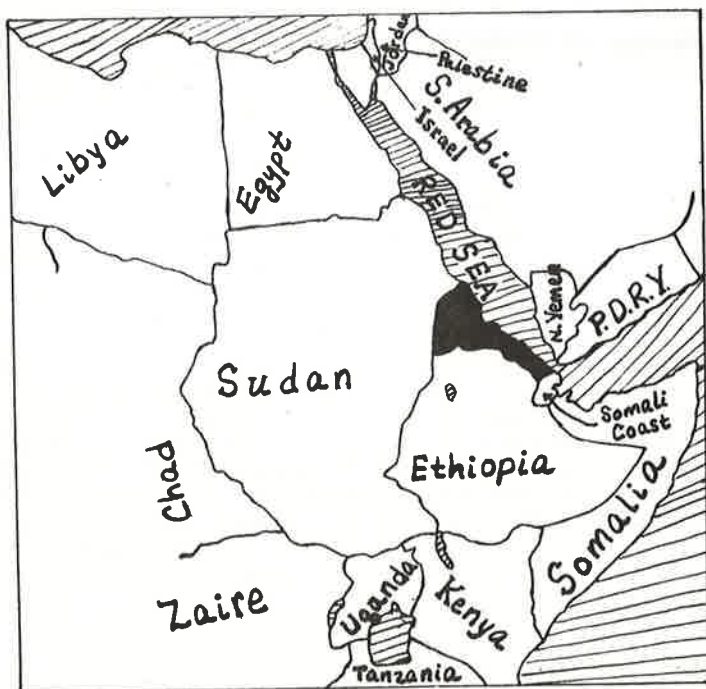 Jordan
Palestine
S. Arabia
Israel
Libya
Egypt
RED SEA
N. Yemen
P.D.R.Y.
Sudan
Somali
Coast
Ethiopia
Chad
Somalia
Zaire
Uganda
Kenya
Tanzania